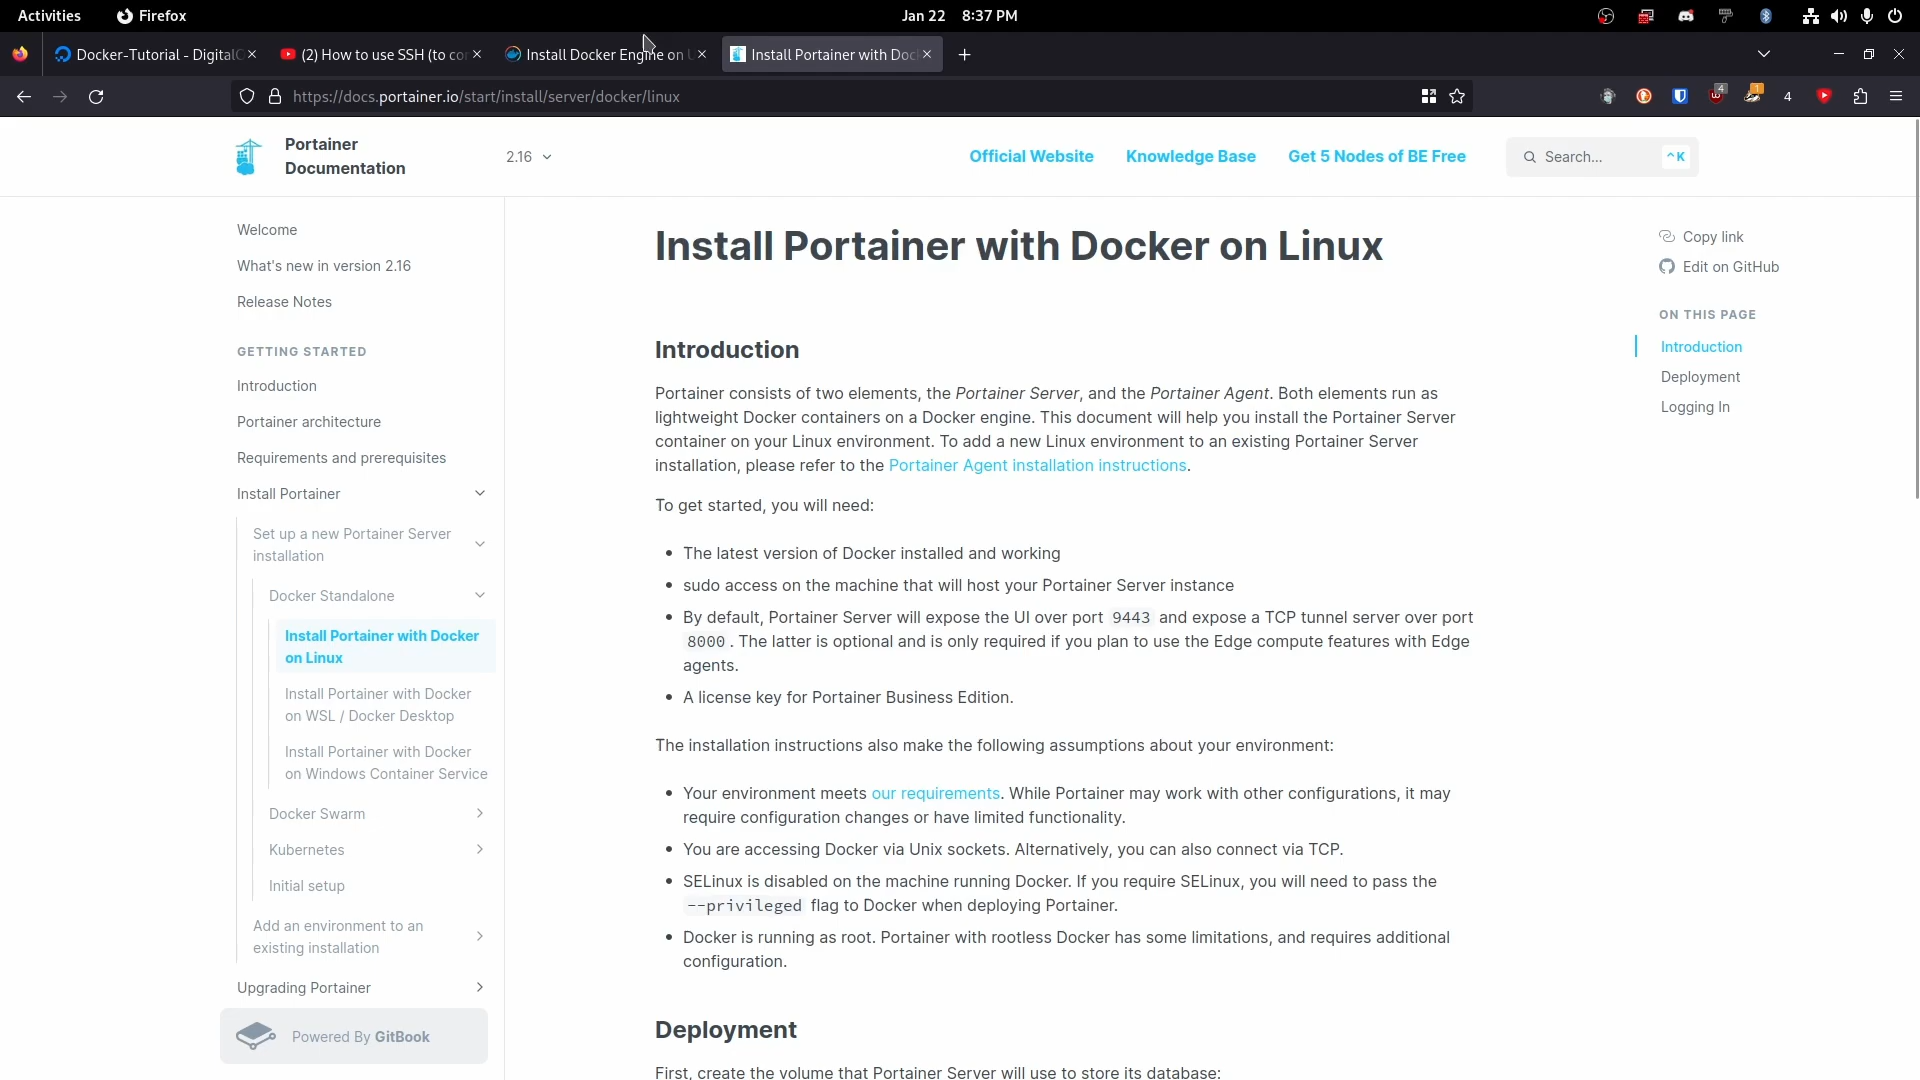 Activities
Firefox
Jan 22 8:37 PM
Docker-Tutorial - DigitalO
(2) How to use SSH (to co
Install Docker Engine on U
Install Portainer with Doc
https://docs.portainer.io/start/install/server/docker/linux
4
1
4
Portainer
Documentation
2.16
Official Website
Knowledge Base
Get 5 Nodes of BE Free
Search...
⌃K
Welcome
What's new in version 2.16
Release Notes
GETTING STARTED
Introduction
Portainer architecture
Requirements and prerequisites
Install Portainer
Set up a new Portainer Server
installation
Docker Standalone
Install Portainer with Docker
on Linux
Install Portainer with Docker
on WSL / Docker Desktop
Install Portainer with Docker
on Windows Container Service
Docker Swarm
Kubernetes
Initial setup
Add an environment to an
existing installation
Upgrading Portainer
Powered By GitBook
Install Portainer with Docker on Linux
Introduction
Portainer consists of two elements, the Portainer Server, and the Portainer Agent. Both elements run as
lightweight Docker containers on a Docker engine. This document will help you install the Portainer Server
container on your Linux environment. To add a new Linux environment to an existing Portainer Server
installation, please refer to the Portainer Agent installation instructions.
To get started, you will need:
• The latest version of Docker installed and working
• sudo access on the machine that will host your Portainer Server instance
• By default, Portainer Server will expose the UI over port 9443 and expose a TCP tunnel server over port
8000. The latter is optional and is only required if you plan to use the Edge compute features with Edge
agents.
• A license key for Portainer Business Edition.
The installation instructions also make the following assumptions about your environment:
• Your environment meets our requirements. While Portainer may work with other configurations, it may
require configuration changes or have limited functionality.
• You are accessing Docker via Unix sockets. Alternatively, you can also connect via TCP.
• SELinux is disabled on the machine running Docker. If you require SELinux, you will need to pass the
--privileged flag to Docker when deploying Portainer.
• Docker is running as root. Portainer with rootless Docker has some limitations, and requires additional
configuration.
Deployment
First, create the volume that Portainer Server will use to store its database:
Copy link
Edit on GitHub
ON THIS PAGE
Introduction
Deployment
Logging In